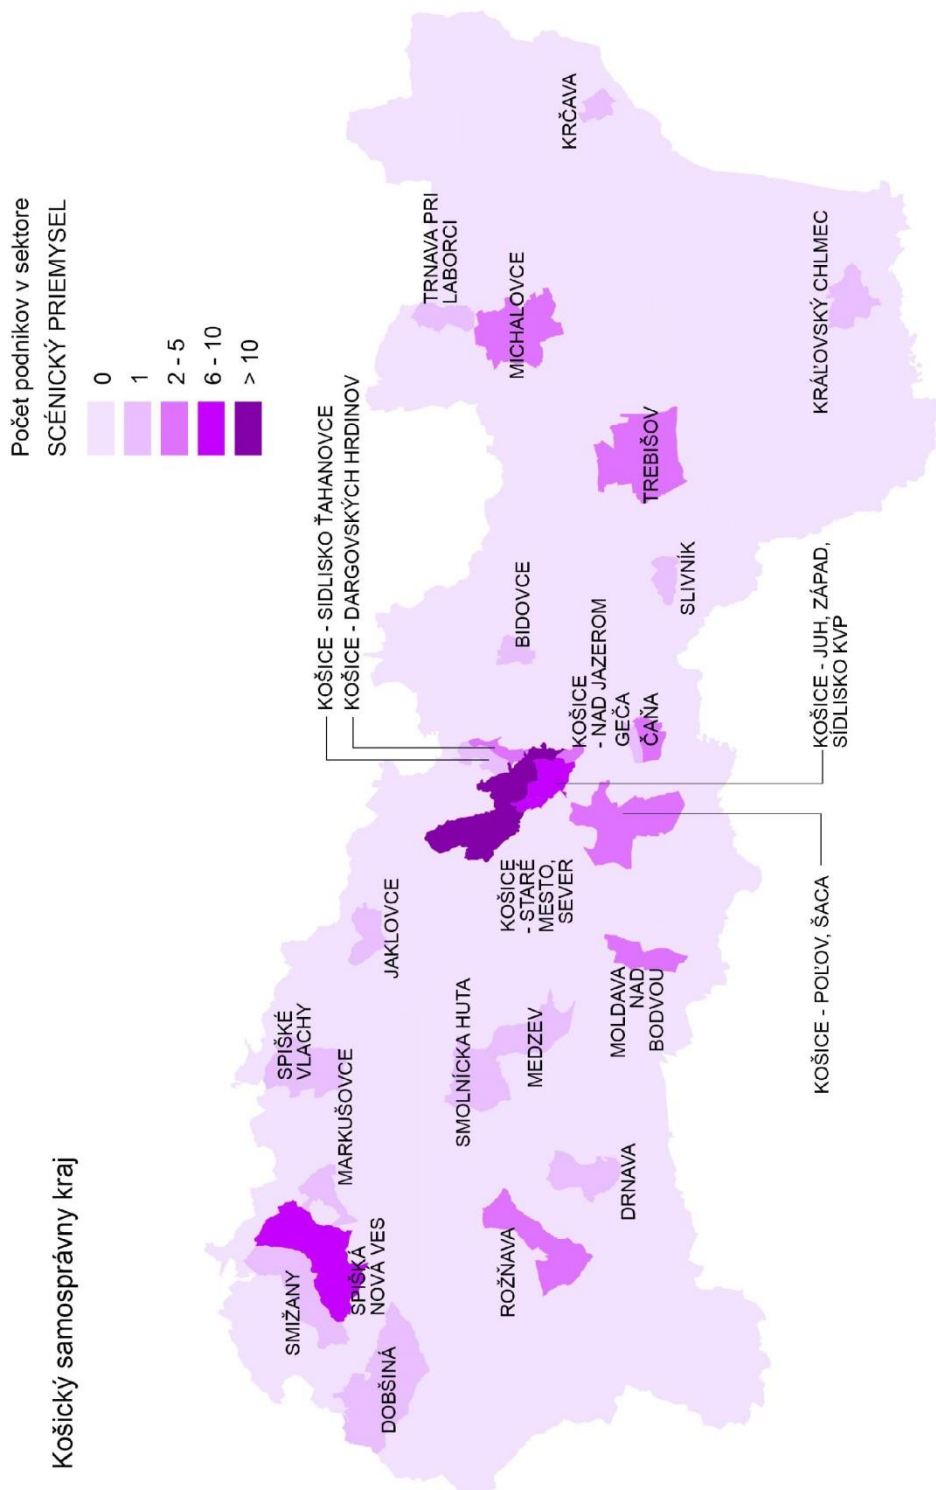 Košický samosprávny kraj
Počet podnikov v sektore
SCÉNICKÝ PRIEMYSEL
0
1
2 - 5
6 - 10
> 10
KOŠICE - SIDLISKO ŤAHANOVCE
KOŠICE - DARGOVSKÝCH HRDINOV
TRNAVA PRI
LABORCI
MICHALOVCE
KRČAVA
SPIŠKÉ
VLACHY
MARKUŠOVCE
JAKLOVCE
SMIŽANY
SPIŠKÁ
NOVÁ VES
DOBŠINÁ
BIDOVCE
SMOLNÍCKA HUTA
MEDZEV
KOŠICE
- STARÉ
MESTO,
SEVER
KOŠICE
- NAD JAZEROM
GEČA
ČAŇA
ROŽŇAVA
DRNAVA
MOLDAVA
NAD
BODVOU
SLIVNÍK
TREBIŠOV
KRÁĽOVSKÝ CHLMEC
KOŠICE - POĽOV, ŠACA
KOŠICE - JUH, ZÁPAD,
SÍDLISKO KVP